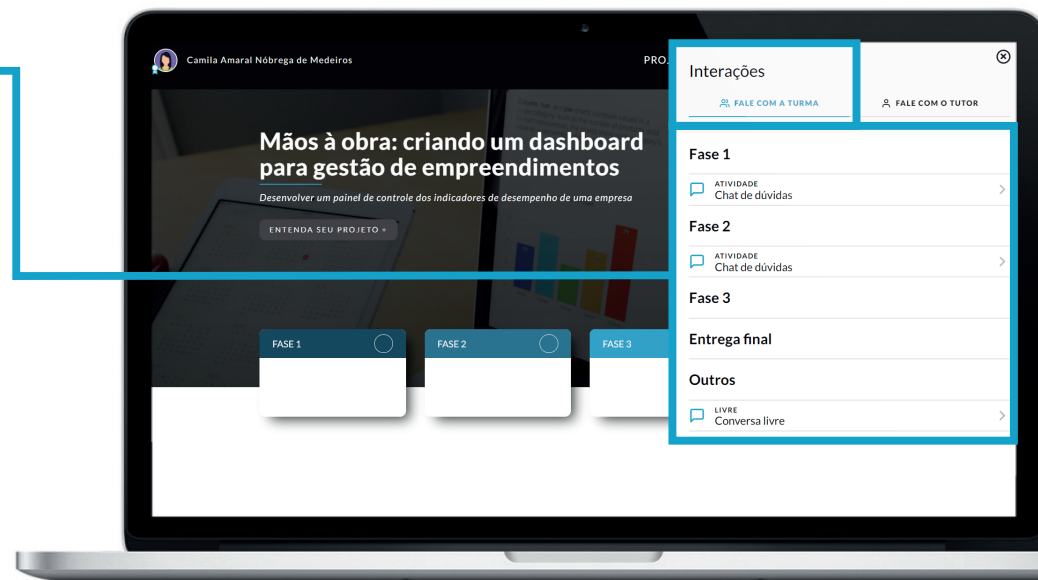 Camila Amaral Nóbrega de Medeiros
PROJ
Mãos à obra: criando um dashboard
para gestão de empreendimentos
Desenvolver um painel de controle dos indicadores de desempenho de uma empresa
ENTENDA SEU PROJETO +
FASE 1
FASE 2
FASE 3
Interações
FALE COM A TURMA
FALE COM O TUTOR
Fase 1
ATIVIDADE
Chat de dúvidas
Fase 2
ATIVIDADE
Chat de dúvidas
Fase 3
Entrega final
Outros
LIVRE
Conversa livre